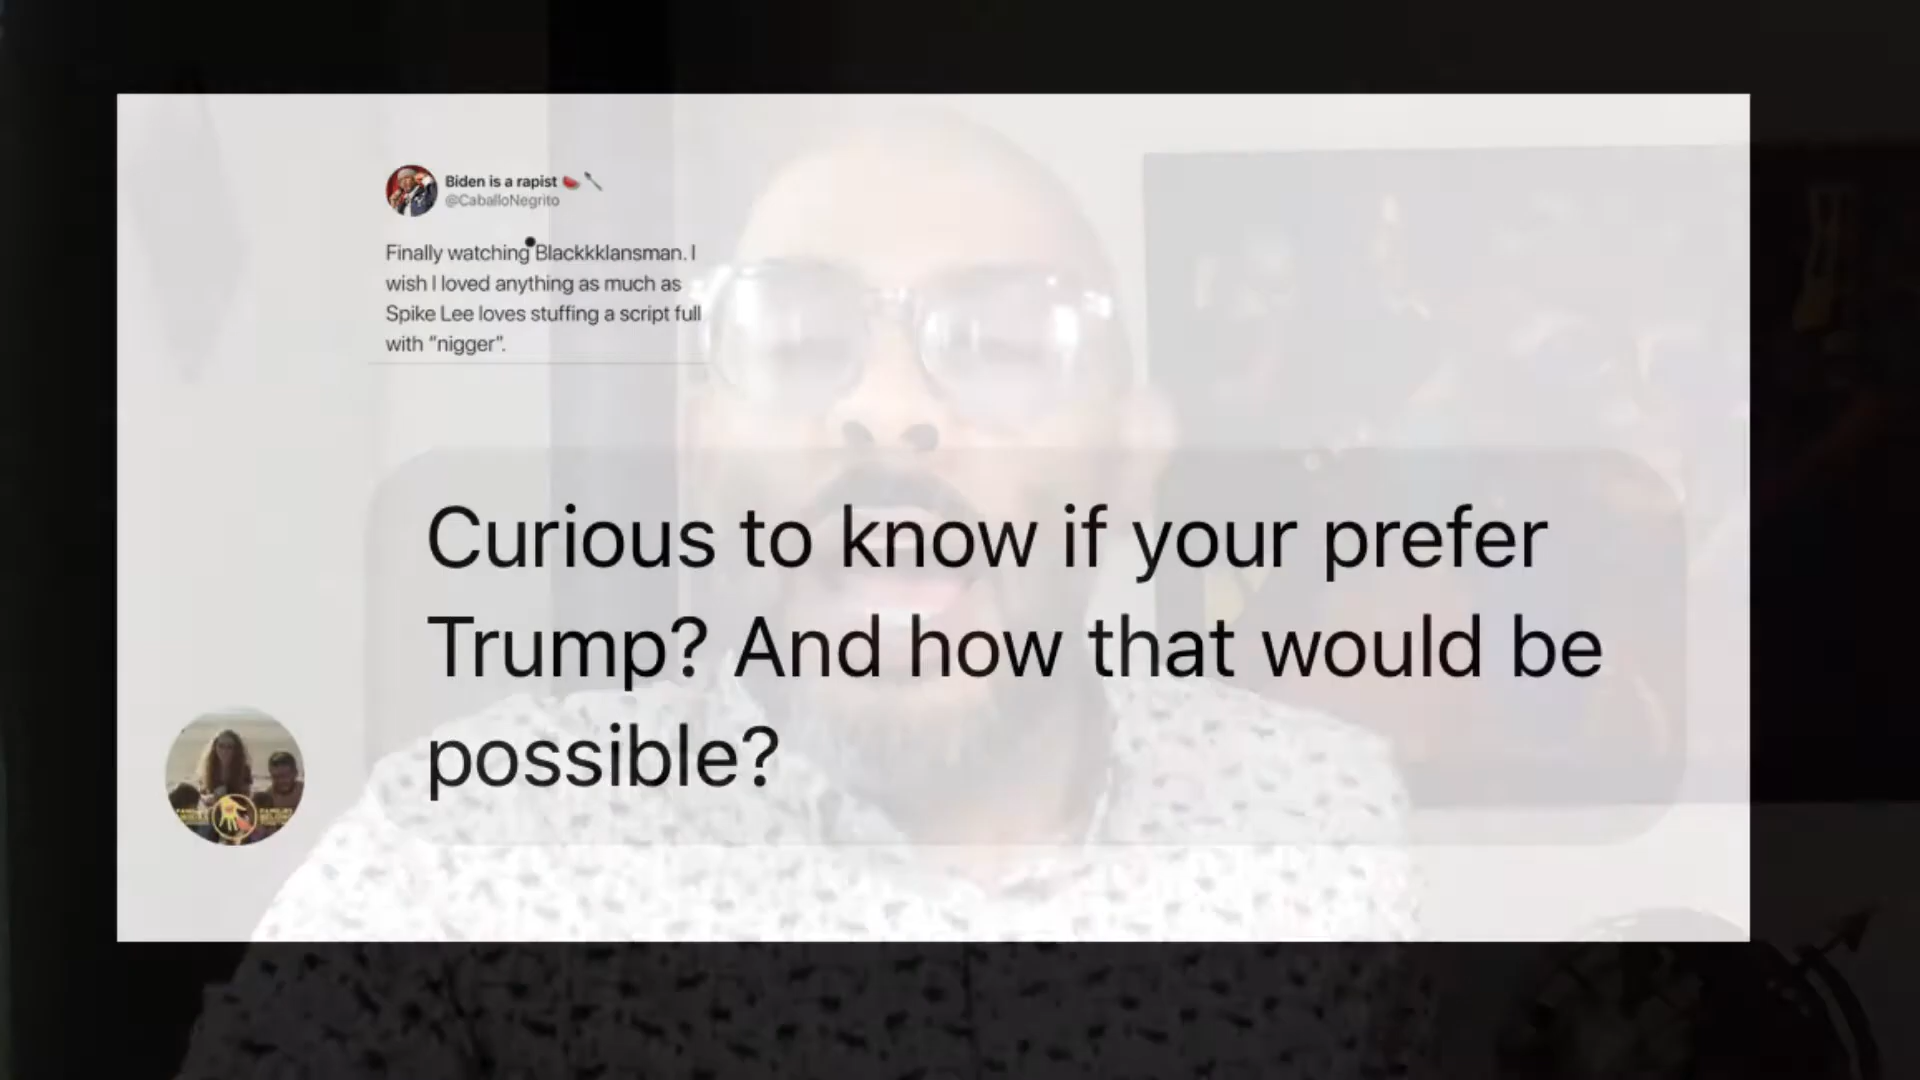 Biden is a rapist 🍉🥄
@CaballoNegrito
Finally watching Blackkklansman. I
wish I loved anything as much as
Spike Lee loves stuffing a script full
with “nigger”.
Curious to know if your prefer
Trump? And how that would be
possible?